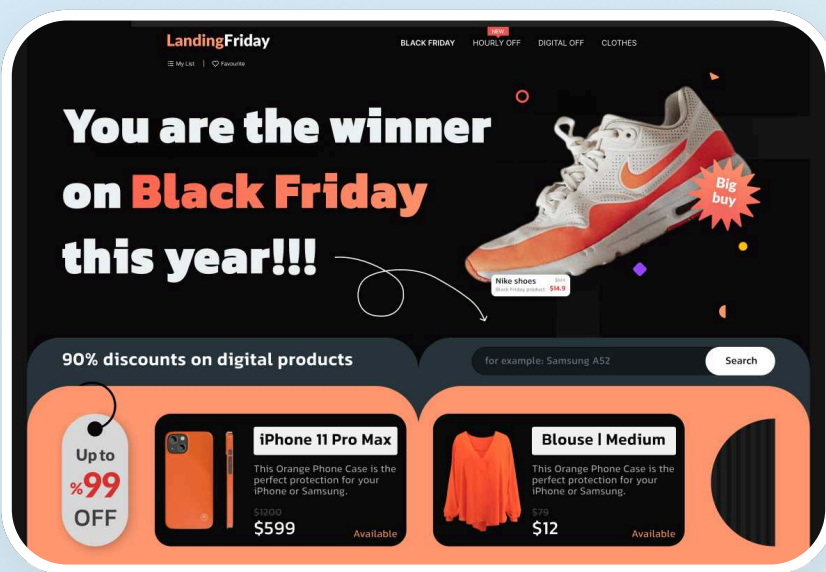 LandingFriday
BLACK FRIDAY
NEW
HOURLY OFF
DIGITAL OFF
CLOTHES
My List | Favourite
You are the winner
on Black Friday
this year!!!
Big
buy
Nike shoes
Black Friday product $14.9
90% discounts on digital products
for example: Samsung A52
Search
Up to
%99
OFF
iPhone 11 Pro Max
This Orange Phone Case is the
perfect protection for your
iPhone or Samsung.
$1200
$599
Available
Blouse | Medium
This Orange Phone Case is the
perfect protection for your
iPhone or Samsung.
$79
$12
Available